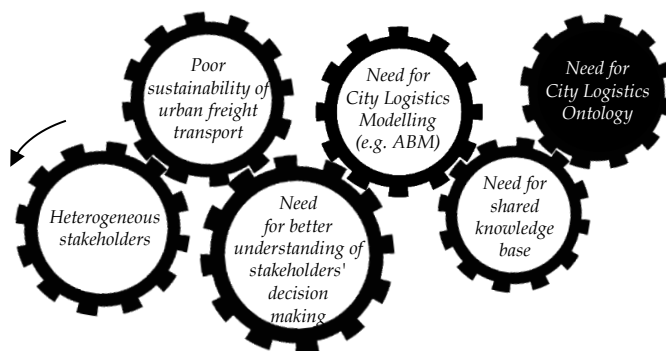 Heterogeneous
stakeholders
Poor
sustainability of
urban freight
transport
Need
for better
understanding of
stakeholders'
decision
making
Need for
City Logistics
Modelling
(e.g. ABM)
Need for
shared
knowledge
base
Need for
City Logistics
Ontology